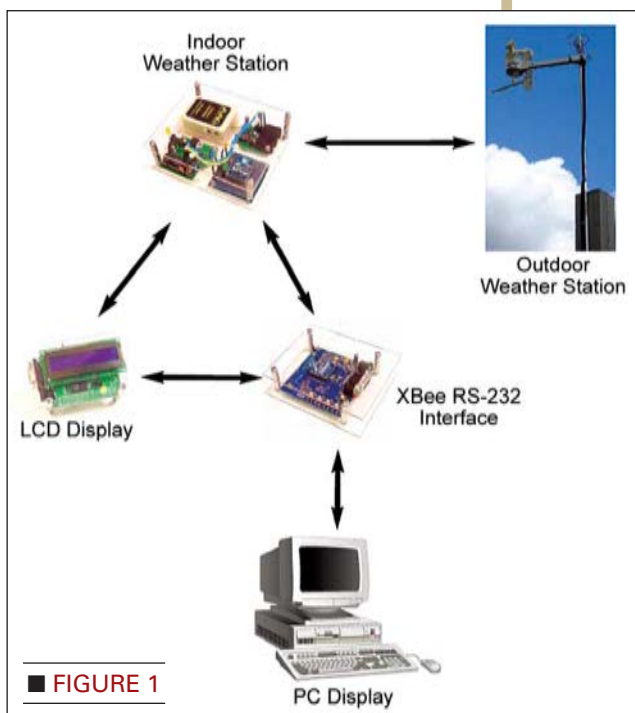 Indoor
Weather Station
Outdoor
Weather Station
LCD Display
XBee RS-232
Interface
PC Display
■ FIGURE 1